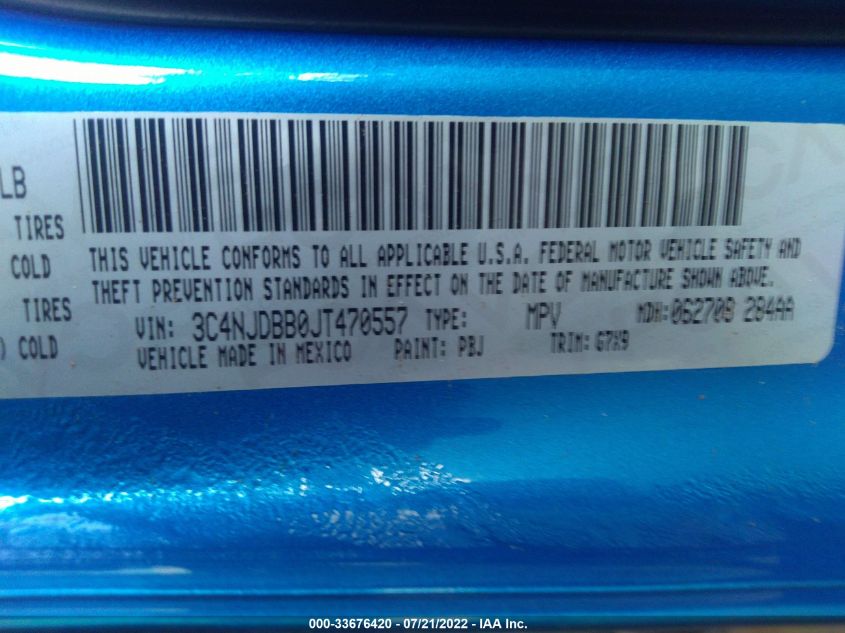 LB
TIRES
COLD
TIRES
) COLD
THIS VEHICLE CONFORMS TO ALL APPLICABLE U.S.A. FEDERAL MOTOR VEHICLE SAFETY AND
THEFT PREVENTION STANDARDS IN EFFECT ON THE DATE OF MANUFACTURE SHOWN ABOVE.
VIN: 3C4NJDBB0JT470557 TYPE: MPV MDH:062708 284AA
VEHICLE MADE IN MEXICO PAINT: PBJ TRIM: G7X9
000-33676420 - 07/21/2022 - IAA Inc.